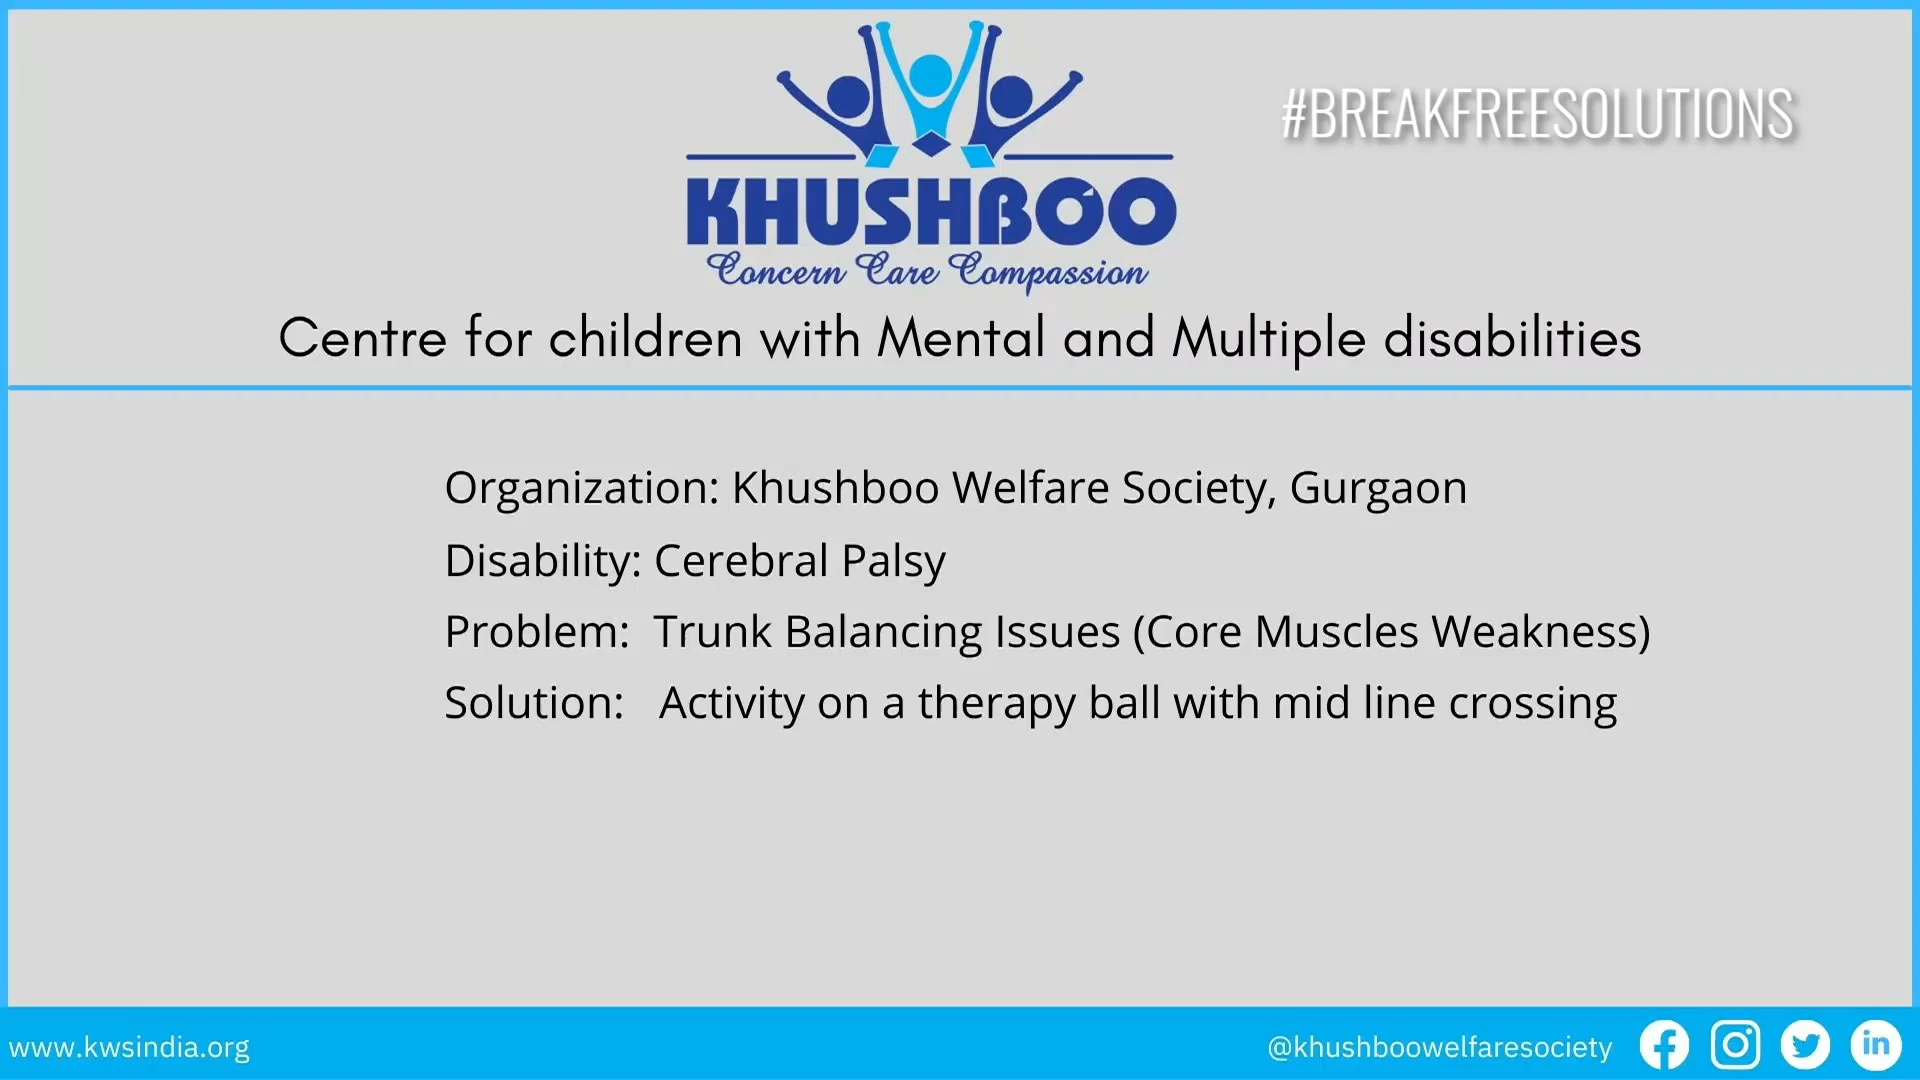 #BREAKFREESOLUTIONS
KHUSHBOO
Concern Care Compassion
Centre for children with Mental and Multiple disabilities
Organization: Khushboo Welfare Society, Gurgaon
Disability: Cerebral Palsy
Problem: Trunk Balancing Issues (Core Muscles Weakness)
Solution: Activity on a therapy ball with mid line crossing
www.kwsindia.org
@khushboowelfaresociety